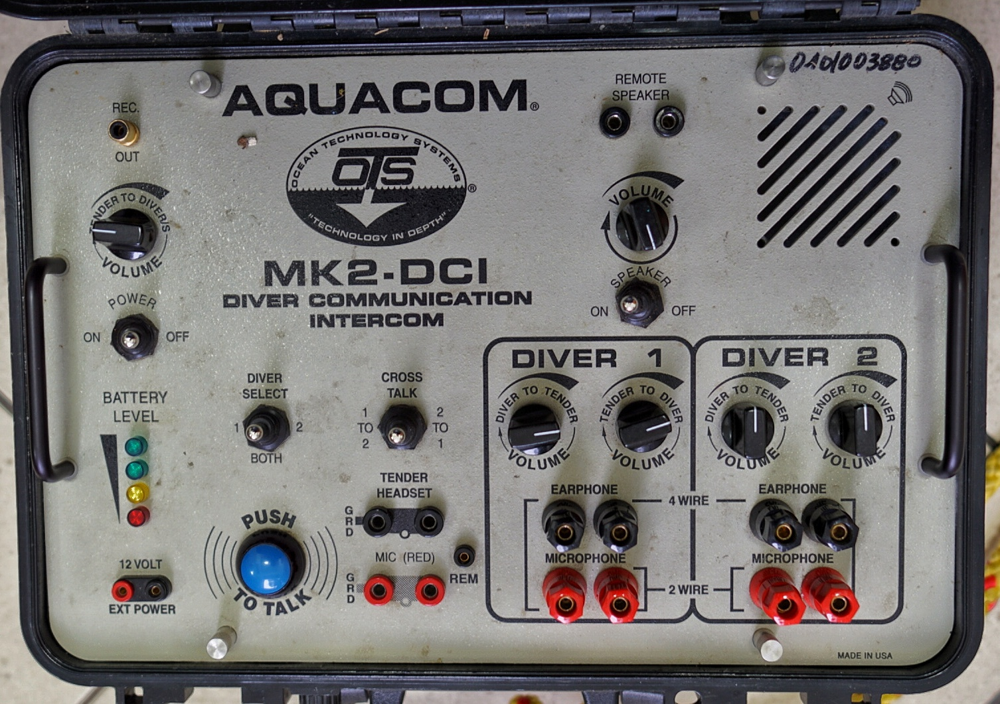 0A01003880
AQUACOM®
REMOTE
SPEAKER
REC.
OUT
OCEAN TECHNOLOGY SYSTEMS
OTS
®
"TECHNOLOGY IN DEPTH"
TENDER TO DIVER/S
VOLUME
VOLUME
MK2-DCI
DIVER COMMUNICATION
INTERCOM
SPEAKER
ON OFF
POWER
ON OFF
DIVER 1
DIVER TO TENDER
VOLUME
TENDER TO DIVER
VOLUME
DIVER 2
DIVER TO TENDER
VOLUME
TENDER TO DIVER
VOLUME
BATTERY
LEVEL
DIVER
SELECT
1 2
BOTH
CROSS
TALK
1 2
TO TO
2 1
TENDER
HEADSET
GRD
MIC (RED)
GRD
REM
EARPHONE 4 WIRE EARPHONE
MICROPHONE MICROPHONE
2 WIRE
PUSH
TO TALK
12 VOLT
EXT POWER
MADE IN USA